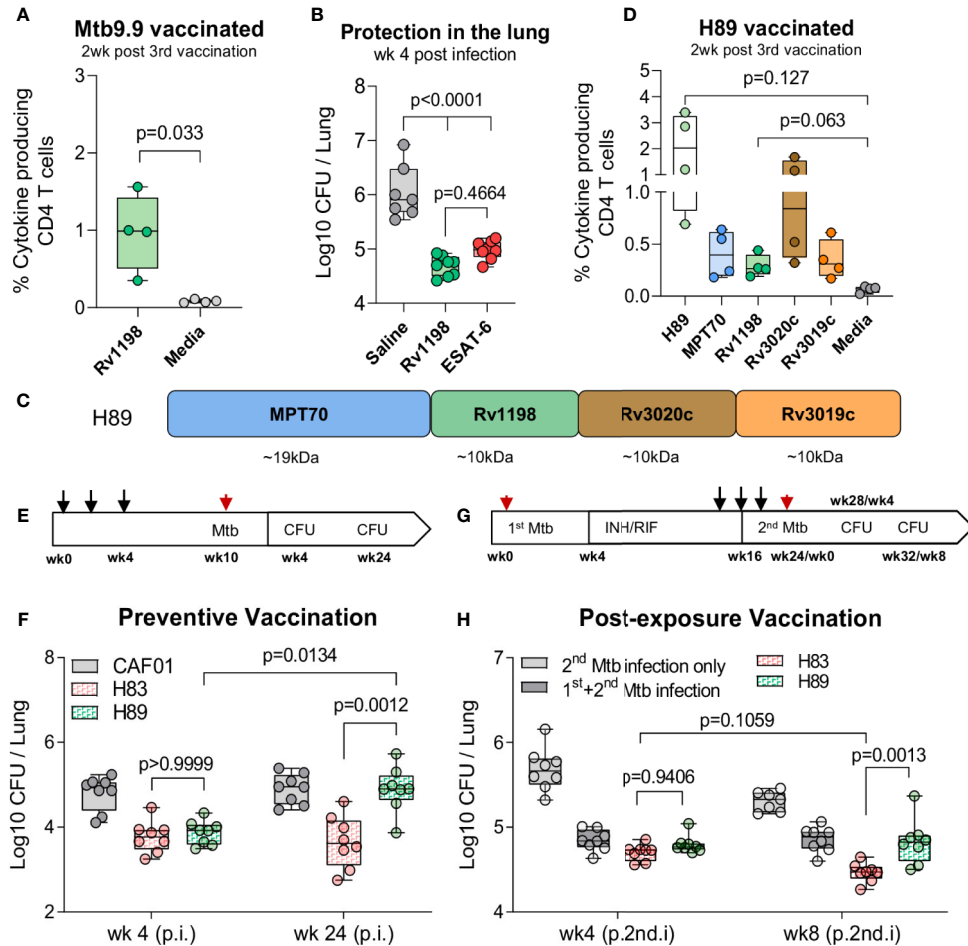 A
Mtb9.9 vaccinated
2wk post 3rd vaccination
% Cytokine producing
CD4 T cells
3
2
1
0
p=0.033
Rv1198
Media
B
Protection in the lung
wk 4 post infection
Log10 CFU / Lung
7
6
5
4
p<0.0001
p=0.4664
Saline
Rv1198
ESAT-6
D
H89 vaccinated
2wk post 3rd vaccination
% Cytokine producing
CD4 T cells
5
4
3
2
1
1.0
0.5
0.0
p=0.127
p=0.063
H89
MPT70
Rv1198
Rv3020c
Rv3019c
Media
C
H89
MPT70
Rv1198
Rv3020c
Rv3019c
~19kDa
~10kDa
~10kDa
~10kDa
E
Mtb
CFU
CFU
wk0
wk4
wk10
wk4
wk24
G
wk28/wk4
1st Mtb
INH/RIF
2nd Mtb
CFU
CFU
wk0
wk4
wk16
wk24/wk0
wk32/wk8
F
Preventive Vaccination
Log10 CFU / Lung
8
6
4
2
CAF01
H83
H89
p=0.0134
p=0.0012
p>0.9999
wk 4 (p.i.)
wk 24 (p.i.)
H
Post-exposure Vaccination
Log10 CFU / Lung
7
6
5
4
2nd Mtb infection only
1st+2nd Mtb infection
H83
H89
p=0.1059
p=0.0013
p=0.9406
wk4 (p.2nd.i)
wk8 (p.2nd.i)